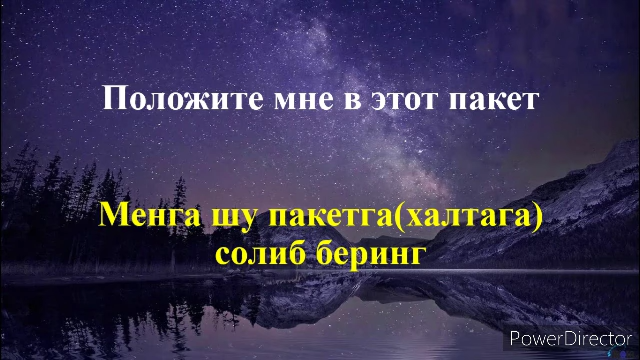 Положите мне в этот пакет
Менга шу пакетга(халтага)
солиб беринг
PowerDirector